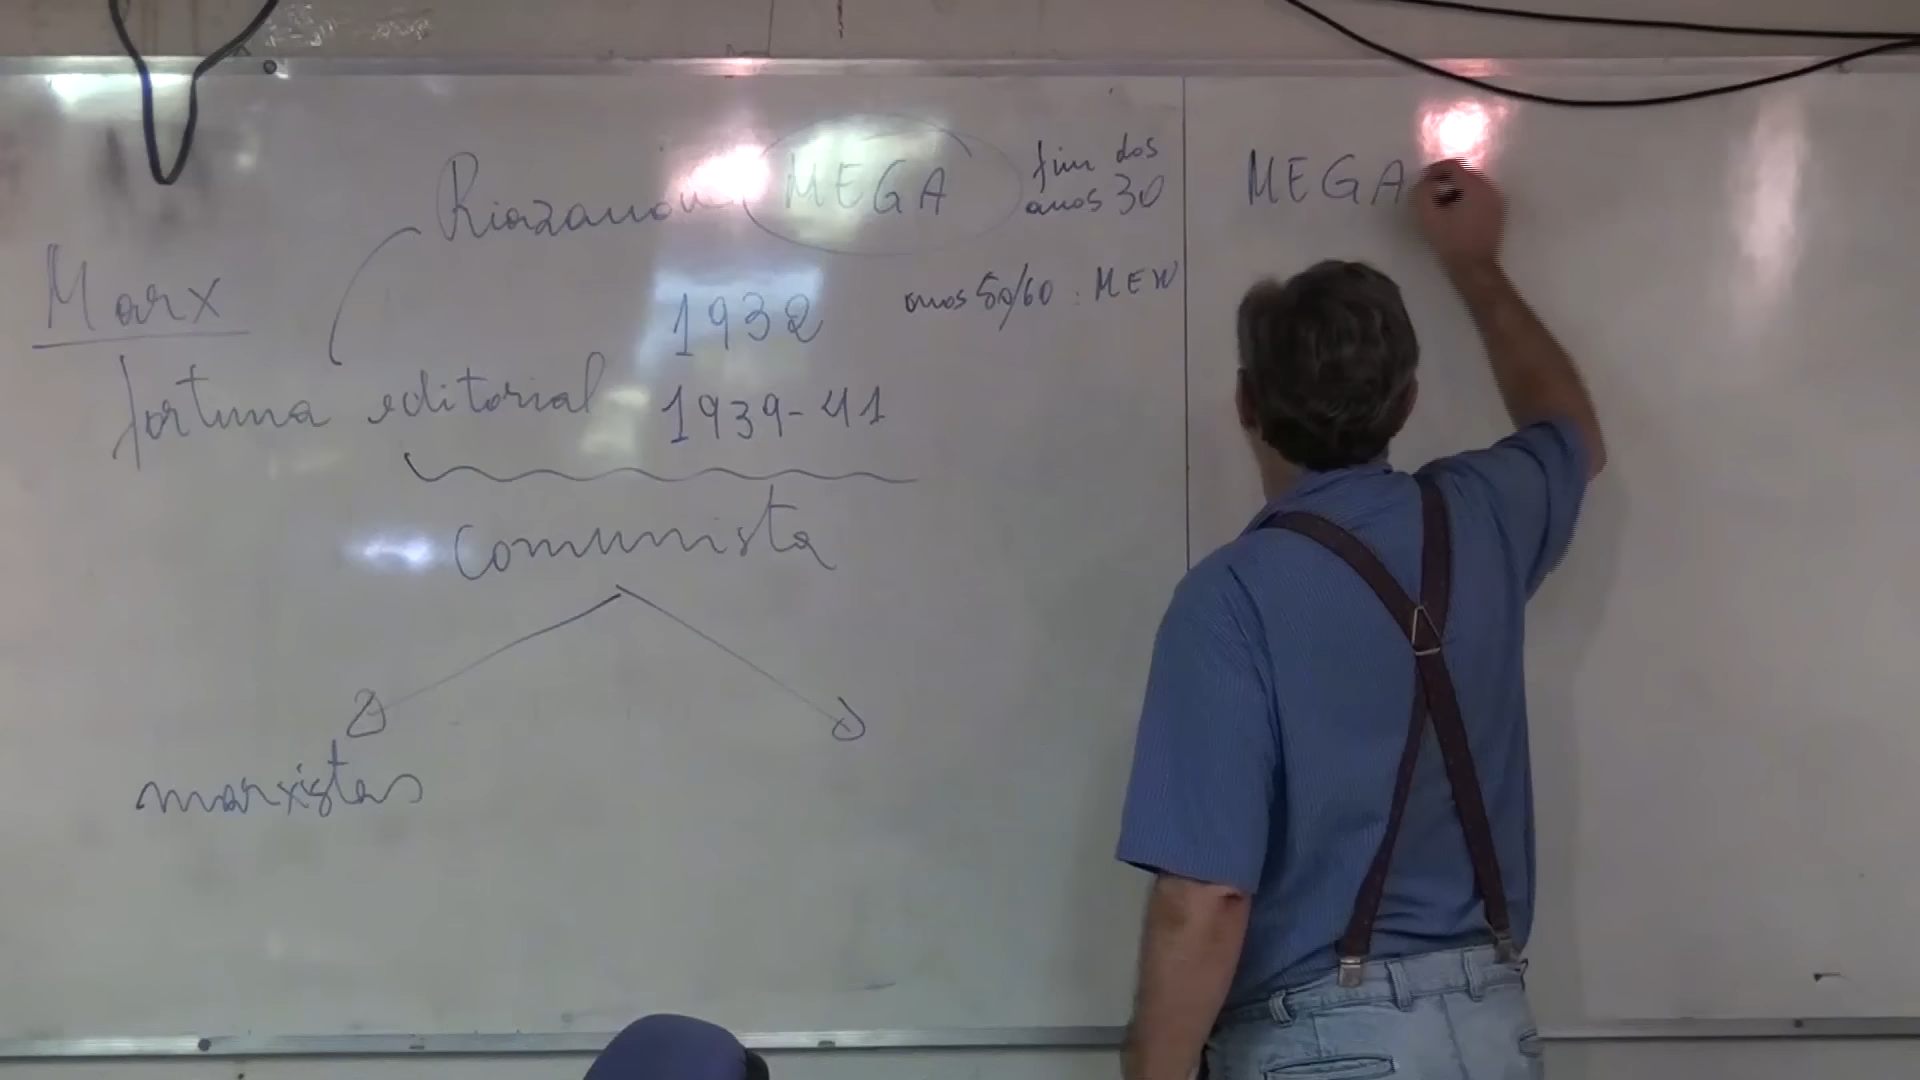 Riazanov MEGA fim dos
anos 30
Marx
1932
anos 50/60 : MEW
fortuna editorial 1939-41
comunista
marxistas
MEGA